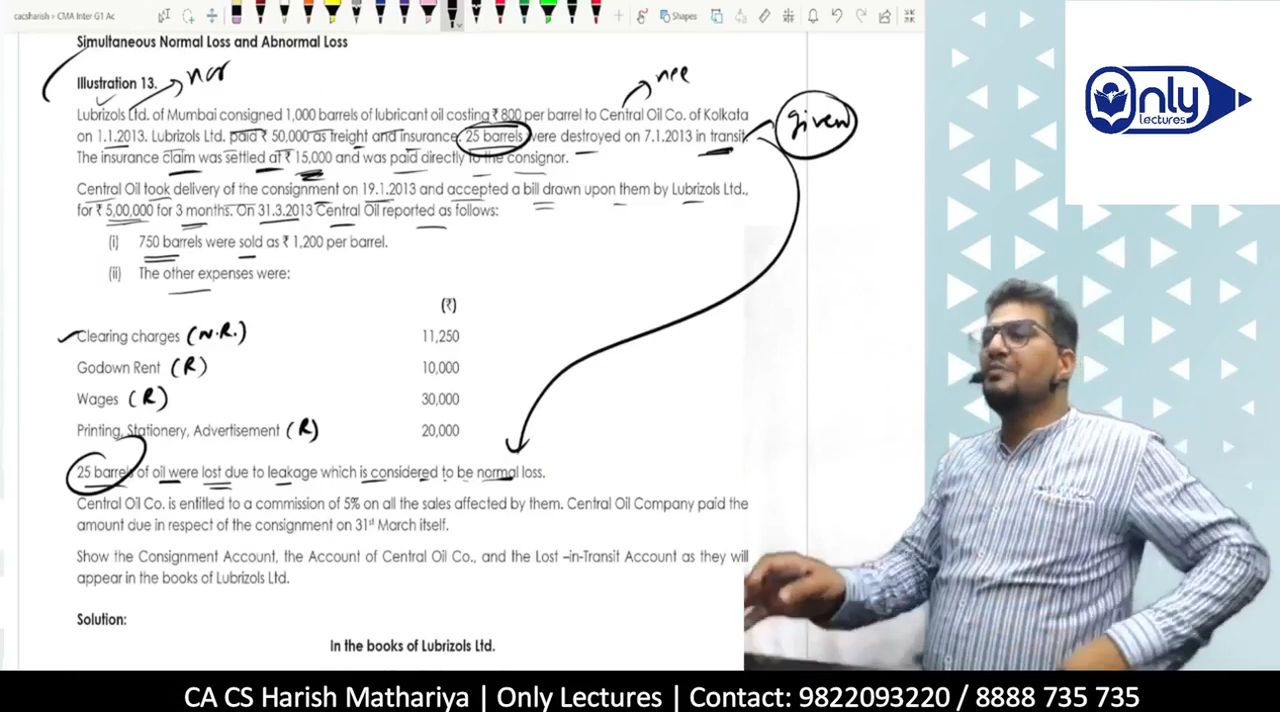 cacsharish › CMA Inter G1 Ac
Shapes
Simultaneous Normal Loss and Abnormal Loss
Illustration 13.
nor
nee
Lubrizols Ltd. of Mumbai consigned 1,000 barrels of lubricant oil costing ₹ 800 per barrel to Central Oil Co. of Kolkata
on 1.1.2013. Lubrizols Ltd. paid ₹ 50,000 as freight and insurance. 25 barrels were destroyed on 7.1.2013 in transit.
given
The insurance claim was settled at ₹ 15,000 and was paid directly to the consignor.
Central Oil took delivery of the consignment on 19.1.2013 and accepted a bill drawn upon them by Lubrizols Ltd.,
for ₹ 5,00,000 for 3 months. On 31.3.2013 Central Oil reported as follows:
(i) 750 barrels were sold as ₹ 1,200 per barrel.
(ii) The other expenses were:
(₹)
Clearing charges (N.R.) 11,250
Godown Rent (R) 10,000
Wages (R) 30,000
Printing, Stationery, Advertisement (R) 20,000
25 barrels of oil were lost due to leakage which is considered to be normal loss.
Central Oil Co. is entitled to a commission of 5% on all the sales affected by them. Central Oil Company paid the
amount due in respect of the consignment on 31st March itself.
Show the Consignment Account, the Account of Central Oil Co., and the Lost –in-Transit Account as they will
appear in the books of Lubrizols Ltd.
Solution:
In the books of Lubrizols Ltd.
Only
Lectures
CA CS Harish Mathariya | Only Lectures | Contact: 9822093220 / 8888 735 735